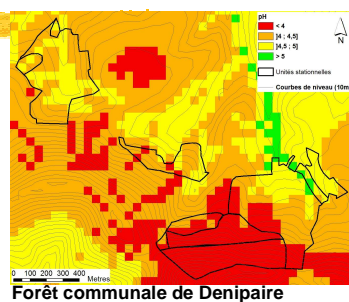 pH
< 4
]4 ; 4,5]
]4,5 ; 5]
> 5
N
Unités stationnelles
Courbes de niveau (10m
0 100 200 300 400
Metres
Forêt communale de Denipaire